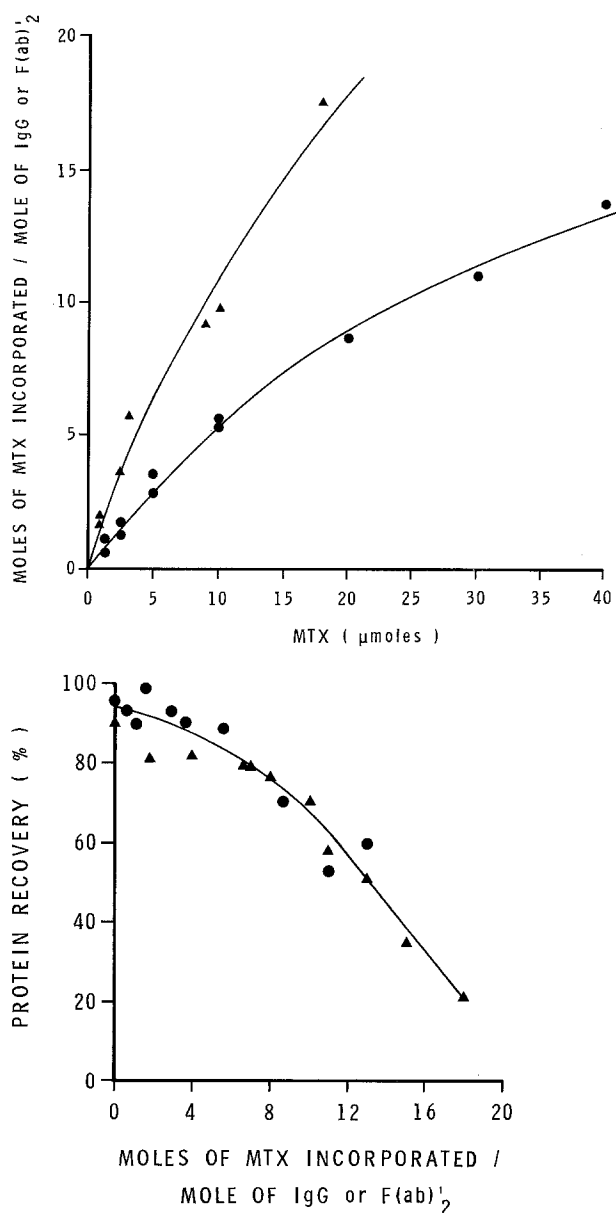 MOLES OF MTX INCORPORATED / MOLE OF IgG or F(ab)'2
20
15
10
5
0
0 5 10 15 20 25 30 35 40
MTX ( µmoles )
PROTEIN RECOVERY ( % )
100
80
60
40
20
0
0 4 8 12 16 20
MOLES OF MTX INCORPORATED /
MOLE OF IgG or F(ab)'2